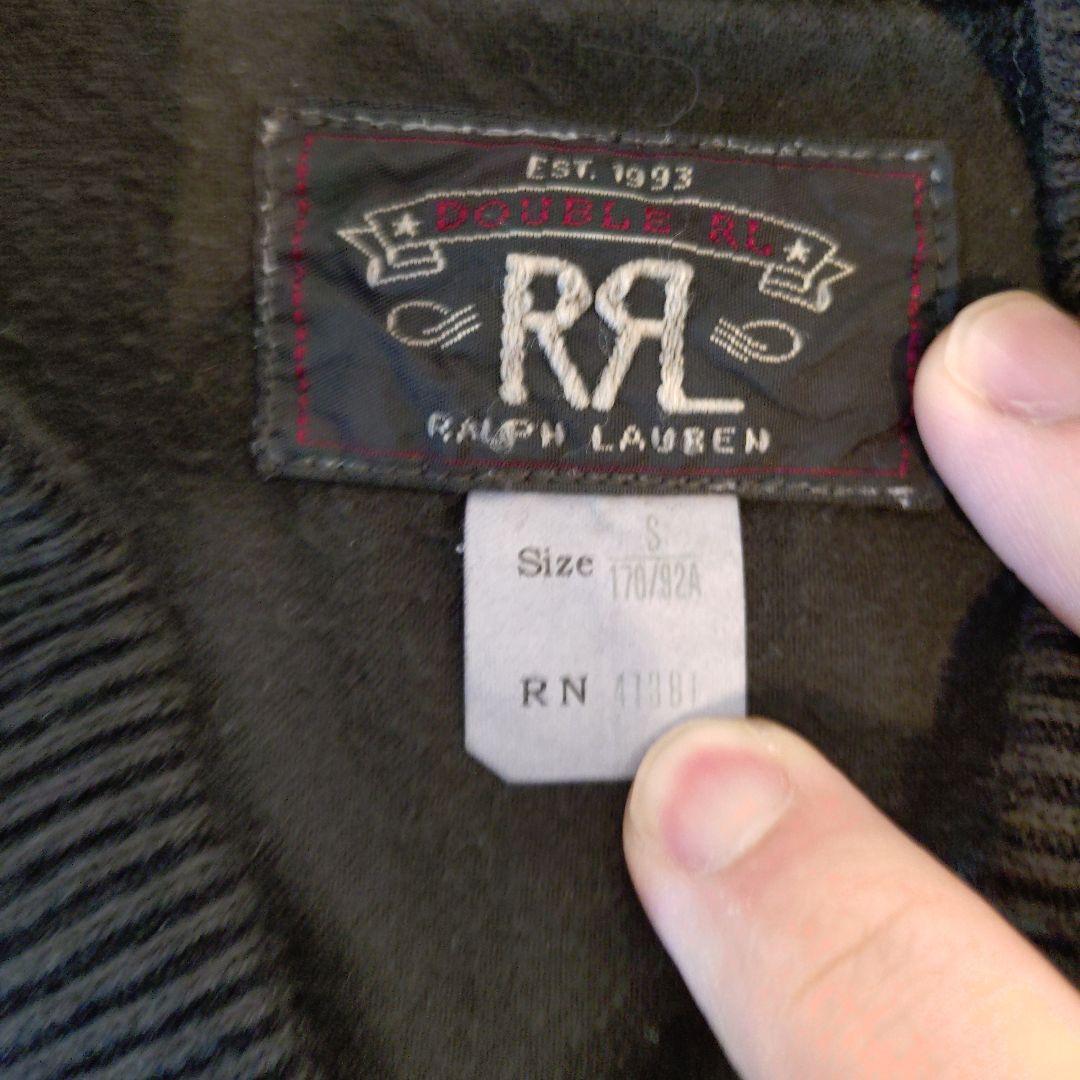 EST. 1993
DOUBLE RL
RRL
RALPH LAUREN
Size S
170/92A
RN 41381